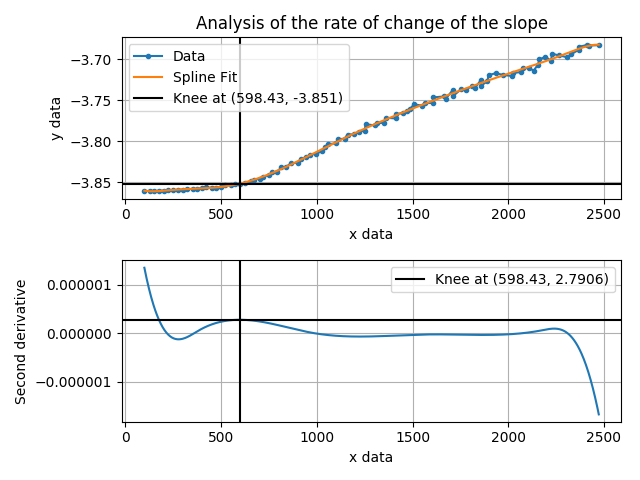 Analysis of the rate of change of the slope
Data
Spline Fit
Knee at (598.43, -3.851)
y data
−3.70
−3.75
−3.80
−3.85
0 500 1000 1500 2000 2500
x data
Knee at (598.43, 2.7906)
Second derivative
0.000001
0.000000
−0.000001
0 500 1000 1500 2000 2500
x data